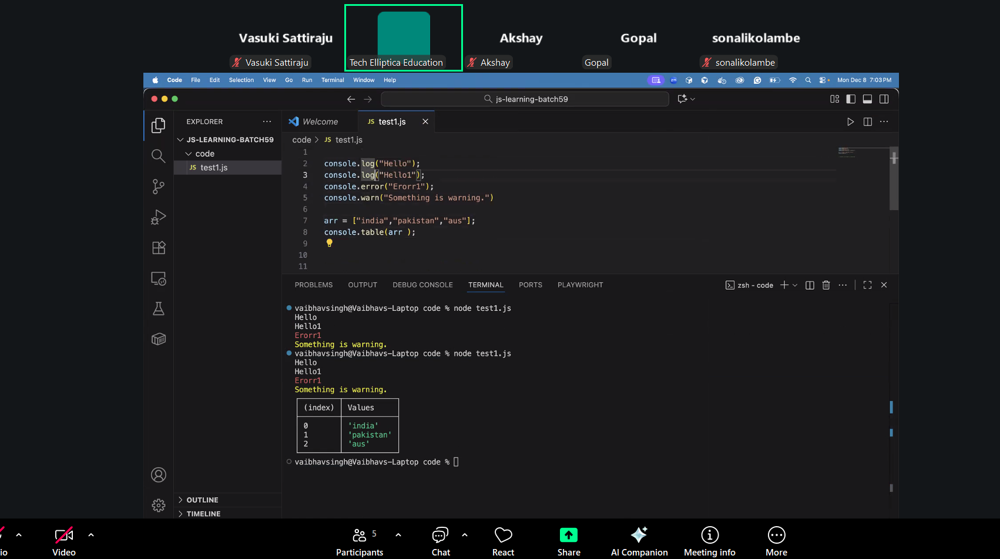 Vasuki Sattiraju
Akshay
Gopal
sonalikolambe
Vasuki Sattiraju
Tech Elliptica Education
Akshay
Gopal
sonalikolambe
Code File Edit Selection View Go Run Terminal Window Help
zm
Mon Dec 8 7:03 PM
js-learning-batch59
EXPLORER
JS-LEARNING-BATCH59
code
JS test1.js
Welcome
JS test1.js
code > JS test1.js
1
2 console.log("Hello");
3 console.log("Hello1");
4 console.error("Erorr1");
5 console.warn("Something is warning.")
6
7 arr = ["india","pakistan","aus"];
8 console.table(arr );
9
10
11
PROBLEMS OUTPUT DEBUG CONSOLE TERMINAL PORTS PLAYWRIGHT
zsh - code
vaibhavsingh@Vaibhavs-Laptop code % node test1.js
Hello
Hello1
Erorr1
Something is warning.
vaibhavsingh@Vaibhavs-Laptop code % node test1.js
Hello
Hello1
Erorr1
Something is warning.
(index) Values
0 'india'
1 'pakistan'
2 'aus'
vaibhavsingh@Vaibhavs-Laptop code %
OUTLINE
TIMELINE
io
Video
Participants 5
Chat
React
Share
AI Companion
Meeting info
More